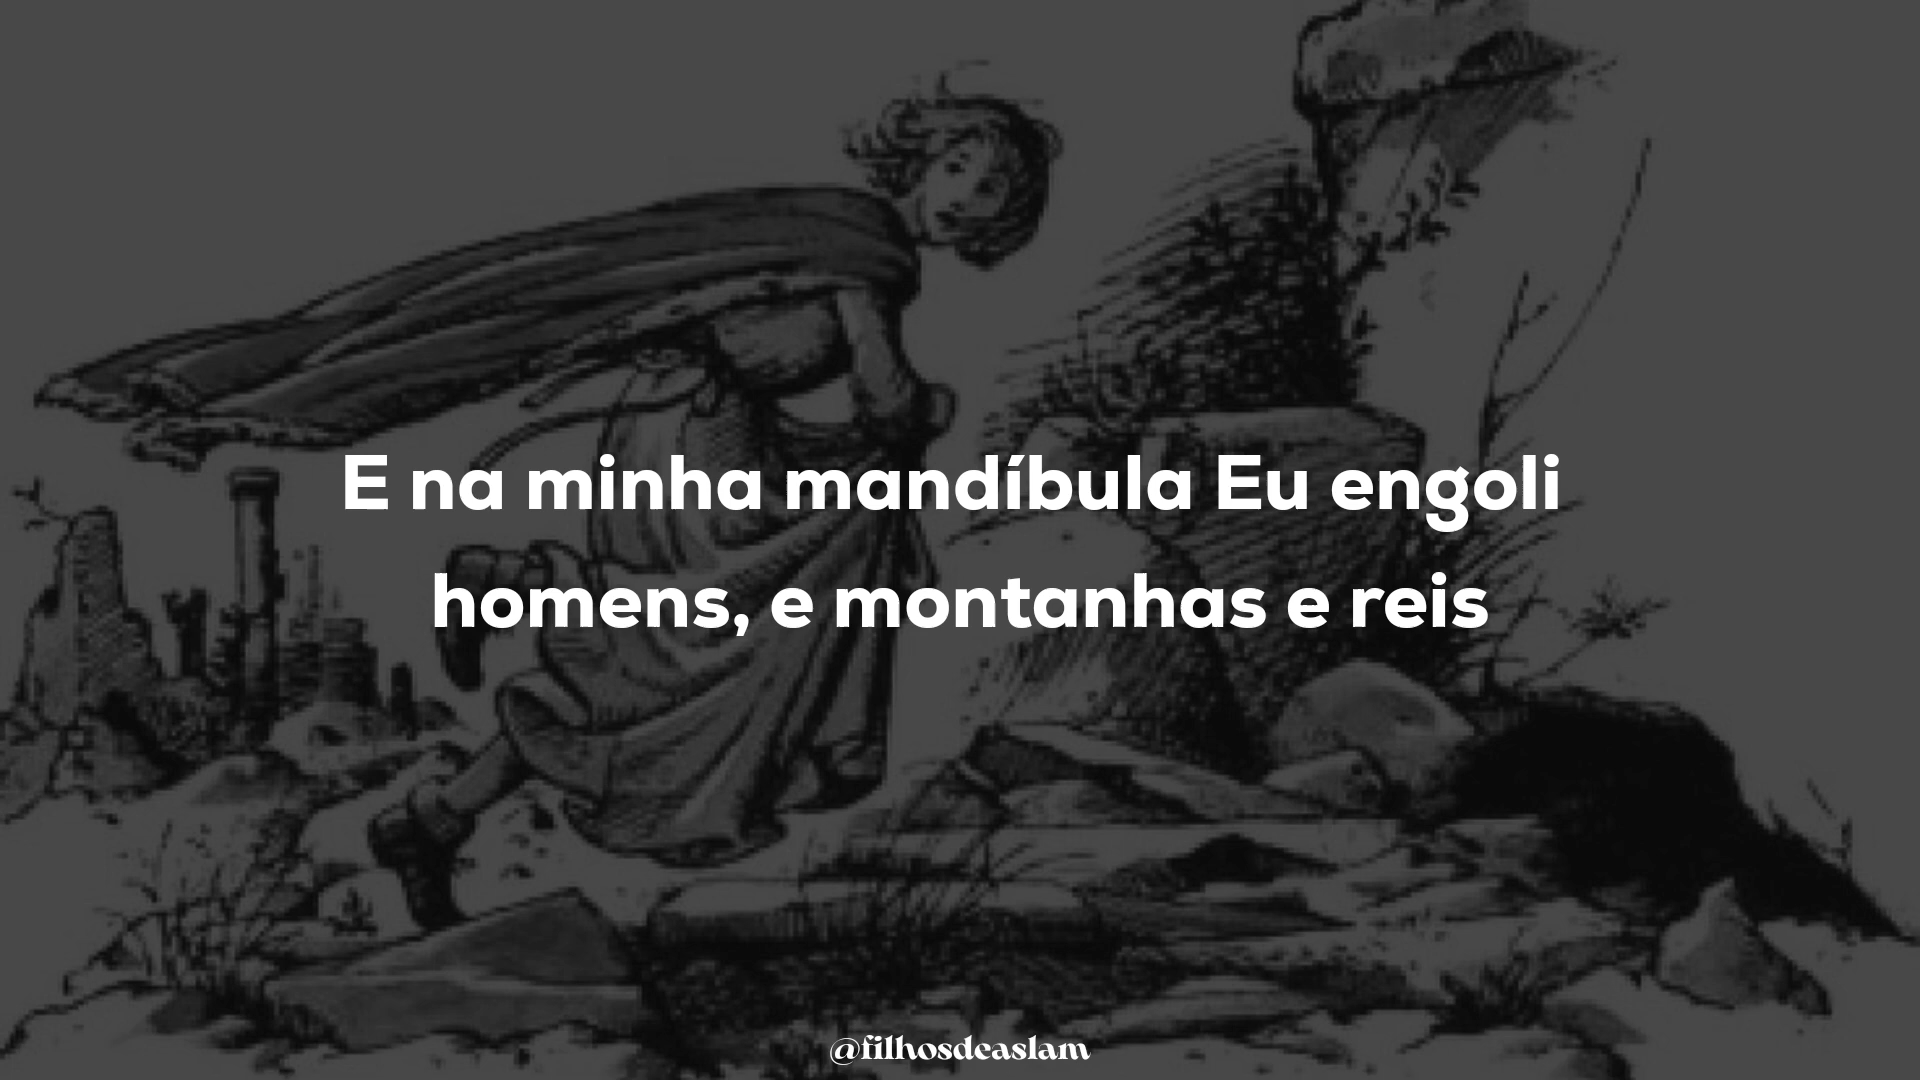 E na minha mandíbula Eu engoli
homens, e montanhas e reis
@filhosdeaslam